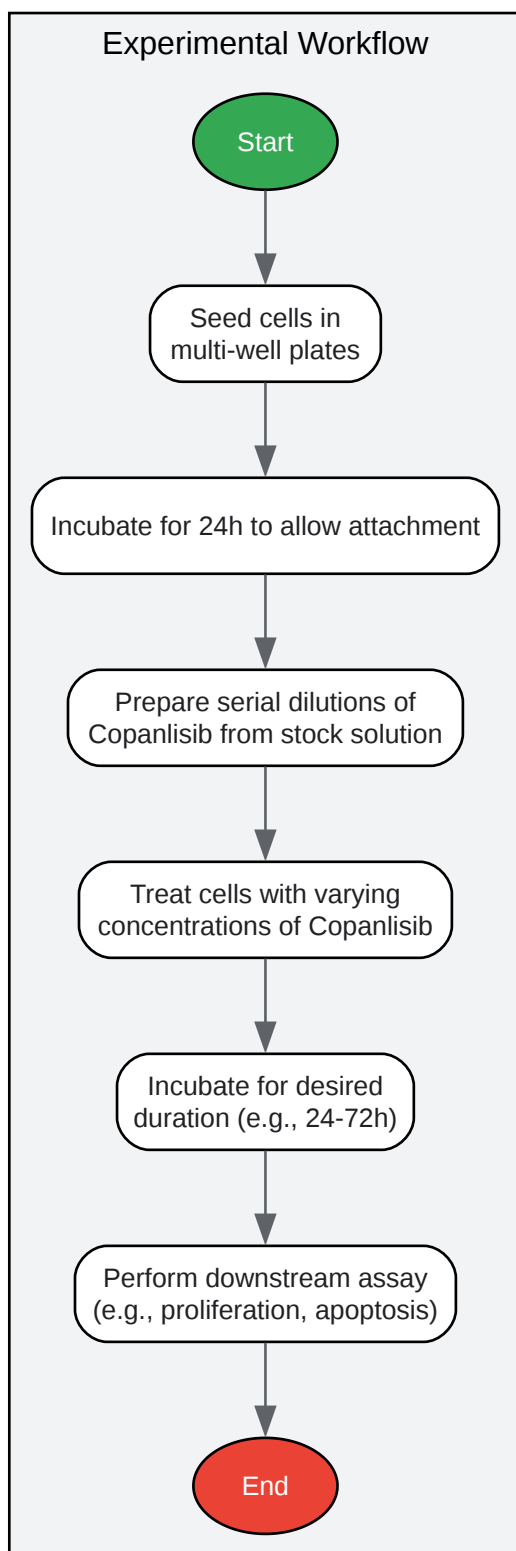 Experimental Workflow
Start
Seed cells in
multi-well plates
Incubate for 24h to allow attachment
Prepare serial dilutions of
Copanlisib from stock solution
Treat cells with varying
concentrations of Copanlisib
Incubate for desired
duration (e.g., 24-72h)
Perform downstream assay
(e.g., proliferation, apoptosis)
End